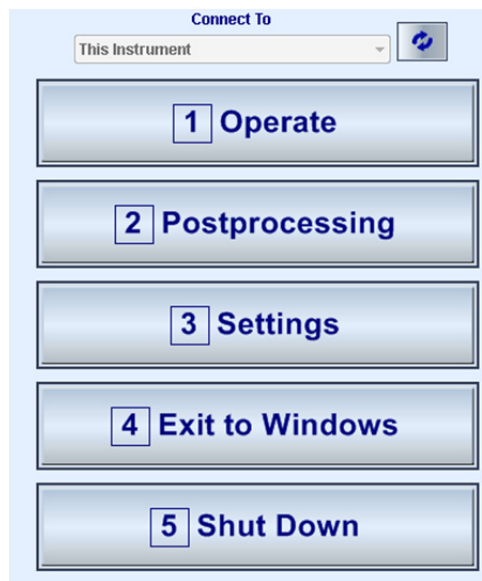 Connect To
This Instrument
1 Operate
2 Postprocessing
3 Settings
4 Exit to Windows
5 Shut Down